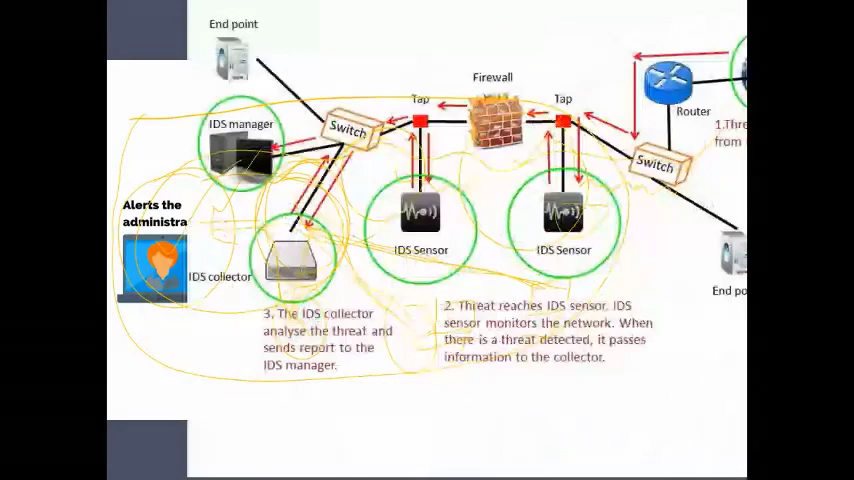 End point
Firewall
Tap
Tap
IDS manager
Switch
Router
1.Thre
from
Switch
Alerts the
administra
IDS Sensor
IDS Sensor
IDS collector
End po
3. The IDS collector
analyse the threat and
sends report to the
IDS manager.
2. Threat reaches IDS sensor. IDS
sensor monitors the network. When
there is a threat detected, it passes
information to the collector.